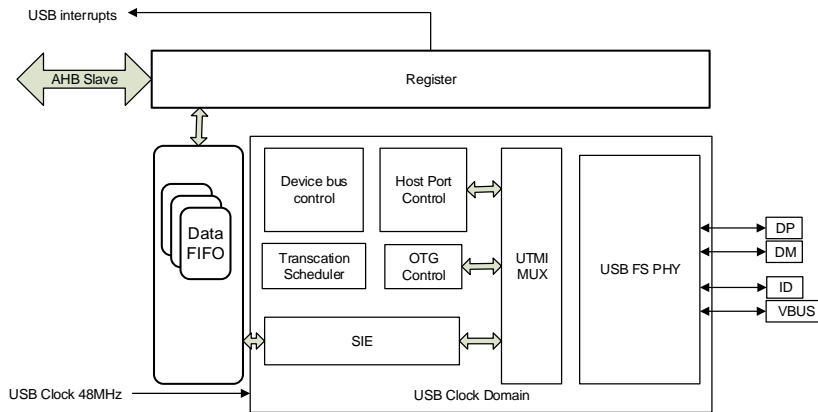 USB interrupts
AHB Slave
Register
Device bus
control
Host Port
Control
Data
FIFO
Transcation
Scheduler
OTG
Control
UTMI
MUX
USB FS PHY
DP
DM
ID
VBUS
SIE
USB Clock 48MHz
USB Clock Domain